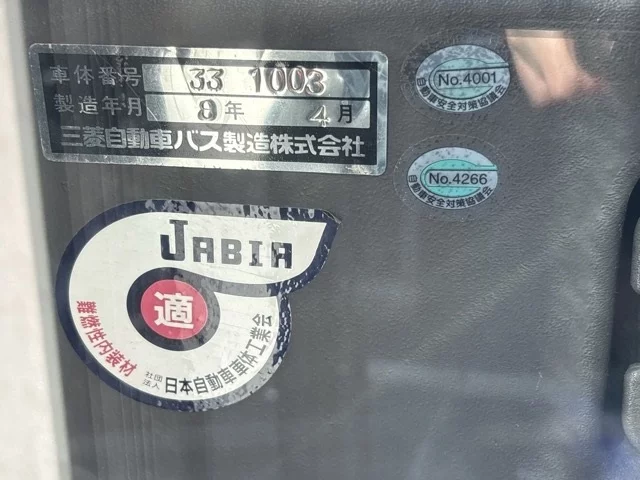 車体番号 33 1003
製造年月 8年 4月
三菱自動車バス製造株式会社
No.4001
自動車安全対策協議会
No.4266
自動車安全対策協議会
JABIA
適
難燃性内装材
社団法人 日本自動車車体工業会